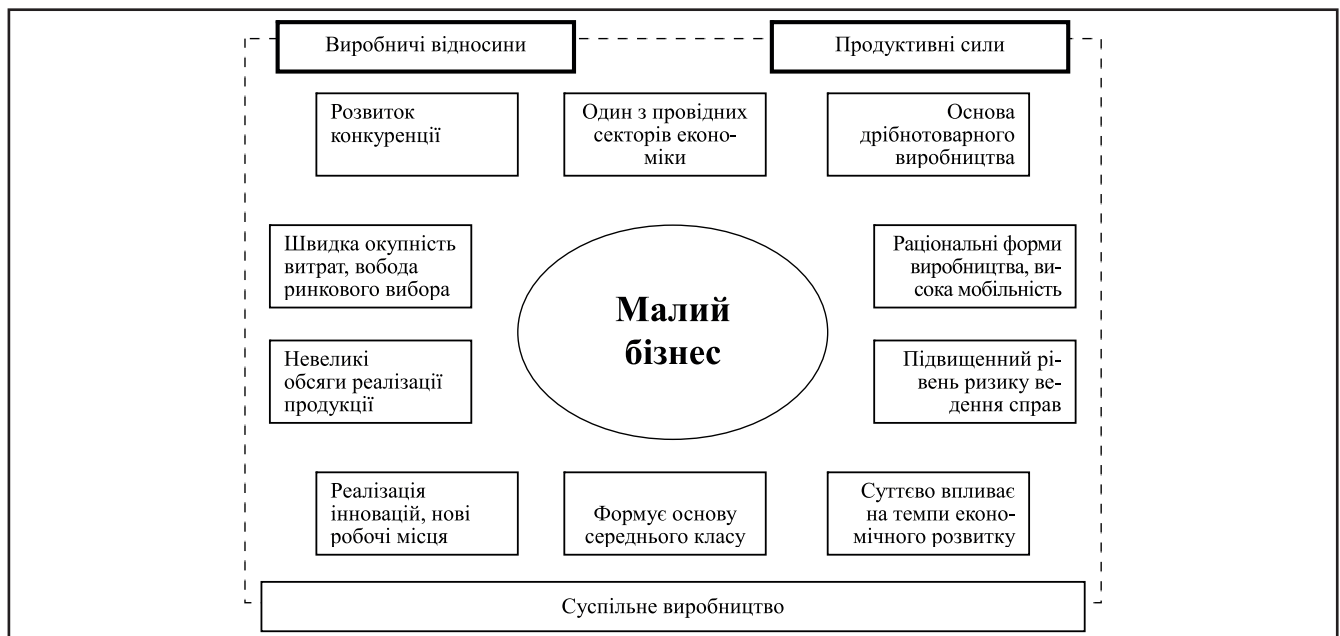 Виробничі відносини
Продуктивні сили
Розвиток
конкуренції
Один з провідних
секторів еконо-
міки
Основа
дрібнотоварного
виробництва
Швидка окупність
витрат, вобода
ринкового вибора
Раціональні форми
виробництва, ви-
сока мобільність
Малий
бізнес
Невеликі
обсяги реалізації
продукції
Підвищенний рі-
вень ризику ве-
дення справ
Реалізація
інновацій, нові
робочі місця
Формує основу
середнього класу
Суттєво впливає
на темпи еконо-
мічного розвитку
Суспільне виробництво